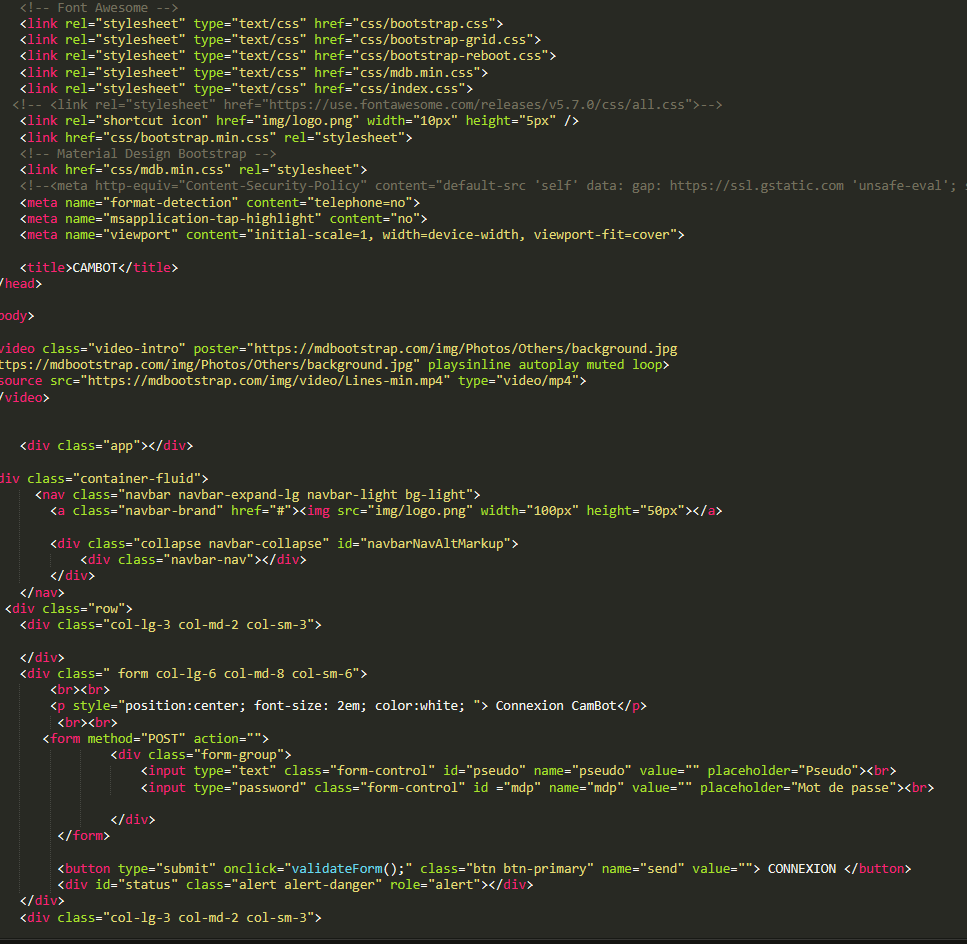 <!-- Font Awesome -->
<link rel="stylesheet" type="text/css" href="css/bootstrap.css">
<link rel="stylesheet" type="text/css" href="css/bootstrap-grid.css">
<link rel="stylesheet" type="text/css" href="css/bootstrap-reboot.css">
<link rel="stylesheet" type="text/css" href="css/mdb.min.css">
<link rel="stylesheet" type="text/css" href="css/index.css">
<!-- <link rel="stylesheet" href="https://use.fontawesome.com/releases/v5.7.0/css/all.css">-->
<link rel="shortcut icon" href="img/logo.png" width="10px" height="5px" />
<link href="css/bootstrap.min.css" rel="stylesheet">
<!-- Material Design Bootstrap -->
<link href="css/mdb.min.css" rel="stylesheet">
<!--<meta http-equiv="Content-Security-Policy" content="default-src 'self' data: gap: https://ssl.gstatic.com 'unsafe-eval'; s
<meta name="format-detection" content="telephone=no">
<meta name="msapplication-tap-highlight" content="no">
<meta name="viewport" content="initial-scale=1, width=device-width, viewport-fit=cover">
<title>CAMBOT</title>
/head>
body>
video class="video-intro" poster="https://mdbootstrap.com/img/Photos/Others/background.jpg
ttps://mdbootstrap.com/img/Photos/Others/background.jpg" playsinline autoplay muted loop>
source src="https://mdbootstrap.com/img/video/Lines-min.mp4" type="video/mp4">
/video>
<div class="app"></div>
div class="container-fluid">
<nav class="navbar navbar-expand-lg navbar-light bg-light">
<a class="navbar-brand" href="#"><img src="img/logo.png" width="100px" height="50px"></a>
<div class="collapse navbar-collapse" id="navbarNavAltMarkup">
<div class="navbar-nav"></div>
</div>
</nav>
<div class="row">
<div class="col-lg-3 col-md-2 col-sm-3">
</div>
<div class=" form col-lg-6 col-md-8 col-sm-6">
<br><br>
<p style="position:center; font-size: 2em; color:white; "> Connexion CamBot</p>
<br><br>
<form method="POST" action="">
<div class="form-group">
<input type="text" class="form-control" id="pseudo" name="pseudo" value="" placeholder="Pseudo"><br>
<input type="password" class="form-control" id ="mdp" name="mdp" value="" placeholder="Mot de passe"><br>
</div>
</form>
<button type="submit" onclick="validateForm();" class="btn btn-primary" name="send" value=""> CONNEXION </button>
<div id="status" class="alert alert-danger" role="alert"></div>
</div>
<div class="col-lg-3 col-md-2 col-sm-3">